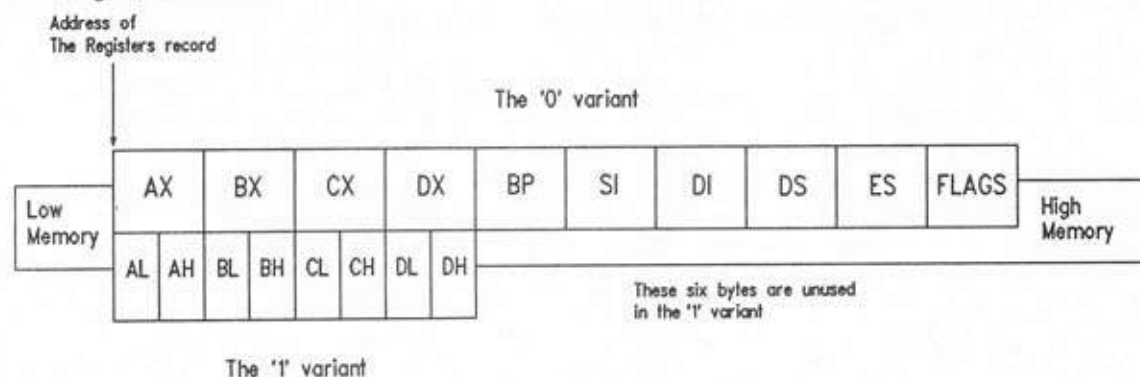 Address of
The Registers record
The '0' variant
AX BX CX DX BP SI DI DS ES FLAGS
Low
Memory
High
Memory
AL AH BL BH CL CH DL DH
These six bytes are unused
in the '1' variant
The '1' variant